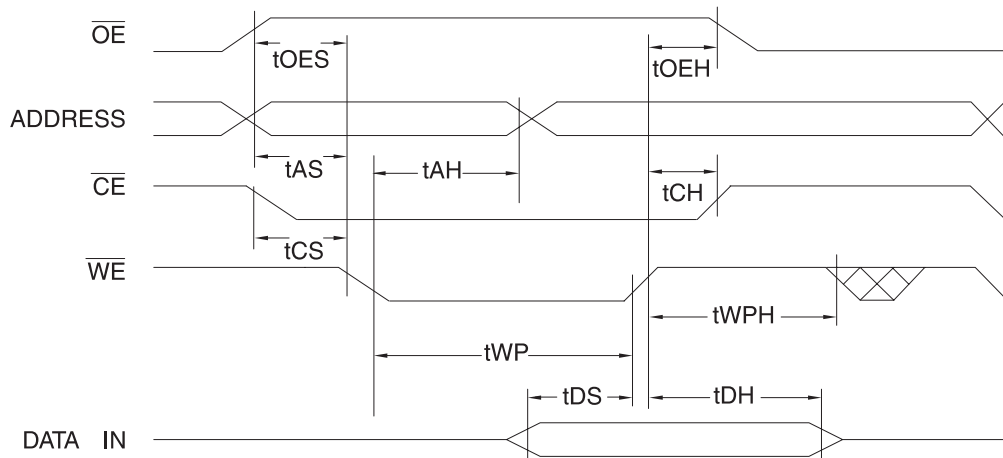 OE
tOES
tOEH
ADDRESS
tAS
tAH
CE
tCH
tCS
WE
tWPH
tWP
tDS
tDH
DATA IN